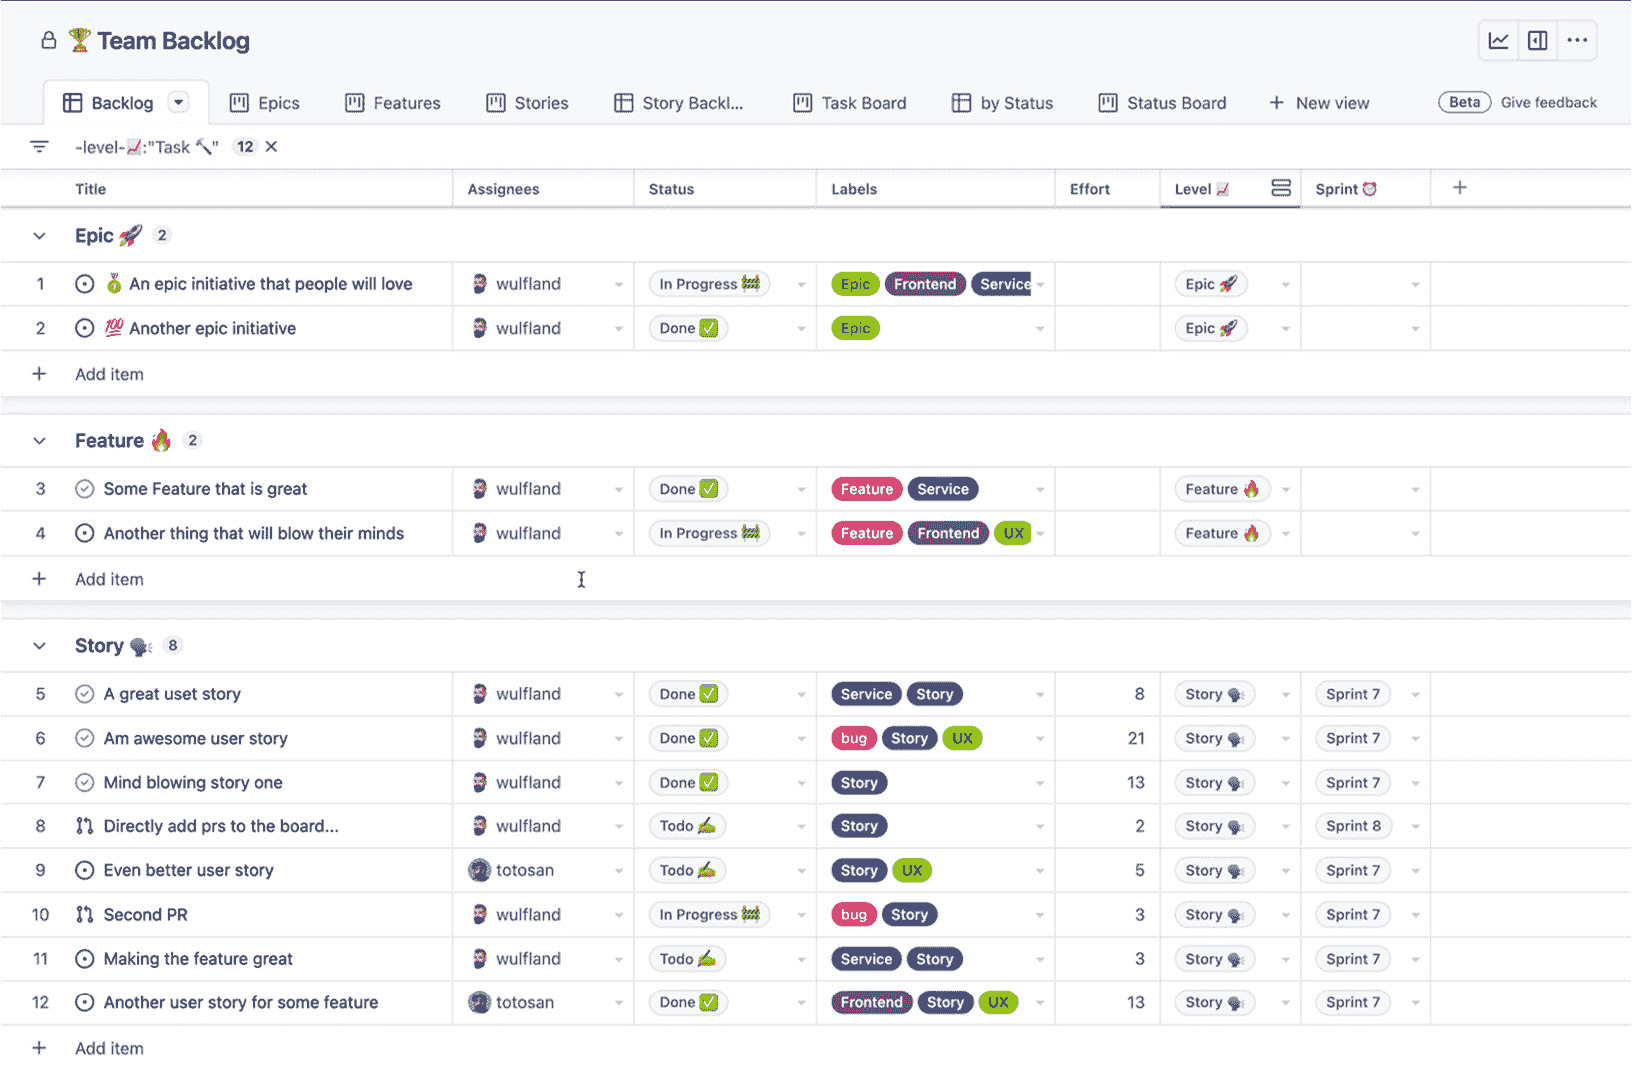 🏆 Team Backlog
Backlog Epics Features Stories Story Backl... Task Board by Status Status Board + New view Beta Give feedback
-level-📈:"Task 🔨" 12 ✕
Title Assignees Status Labels Effort Level 📈 Sprint ⏰ +
Epic 🚀 2
1 🏅 An epic initiative that people will love wulfland In Progress 🚧 Epic Frontend Service Epic 🚀
2 💯 Another epic initiative wulfland Done ✅ Epic Epic 🚀
+ Add item
Feature 🔥 2
3 Some Feature that is great wulfland Done ✅ Feature Service Feature 🔥
4 Another thing that will blow their minds wulfland In Progress 🚧 Feature Frontend UX Feature 🔥
+ Add item
Story 🗣 8
5 A great uset story wulfland Done ✅ Service Story 8 Story 🗣 Sprint 7
6 Am awesome user story wulfland Done ✅ bug Story UX 21 Story 🗣 Sprint 7
7 Mind blowing story one wulfland Done ✅ Story 13 Story 🗣 Sprint 7
8 Directly add prs to the board... wulfland Todo ✍ Story 2 Story 🗣 Sprint 8
9 Even better user story totosan Todo ✍ Story UX 5 Story 🗣 Sprint 7
10 Second PR wulfland In Progress 🚧 bug Story 3 Story 🗣 Sprint 7
11 Making the feature great wulfland Todo ✍ Service Story 3 Story 🗣 Sprint 7
12 Another user story for some feature totosan Done ✅ Frontend Story UX 13 Story 🗣 Sprint 7
+ Add item